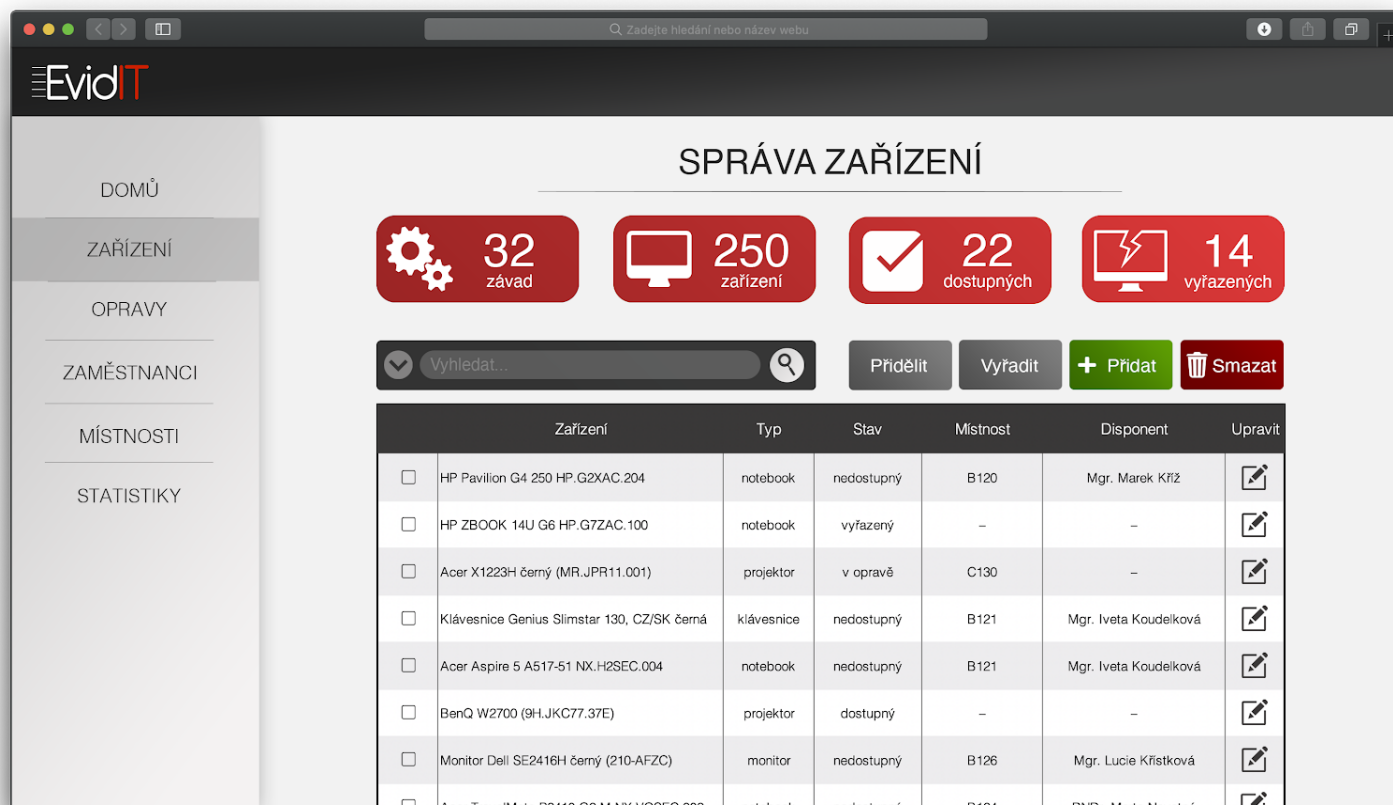 Zadejte hledání nebo název webu
EvidIT
DOMŮ
ZAŘÍZENÍ
OPRAVY
ZAMĚSTNANCI
MÍSTNOSTI
STATISTIKY
SPRÁVA ZAŘÍZENÍ
32
závad
250
zařízení
22
dostupných
14
vyřazených
Vyhledat...
Přidělit
Vyřadit
+ Přidat
Smazat
Zařízení Typ Stav Místnost Disponent Upravit
HP Pavilion G4 250 HP.G2XAC.204 notebook nedostupný B120 Mgr. Marek Kříž
HP ZBOOK 14U G6 HP.G7ZAC.100 notebook vyřazený – –
Acer X1223H černý (MR.JPR11.001) projektor v opravě C130 –
Klávesnice Genius Slimstar 130, CZ/SK černá klávesnice nedostupný B121 Mgr. Iveta Koudelková
Acer Aspire 5 A517-51 NX.H2SEC.004 notebook nedostupný B121 Mgr. Iveta Koudelková
BenQ W2700 (9H.JKC77.37E) projektor dostupný – –
Monitor Dell SE2416H černý (210-AFZC) monitor nedostupný B126 Mgr. Lucie Křístková